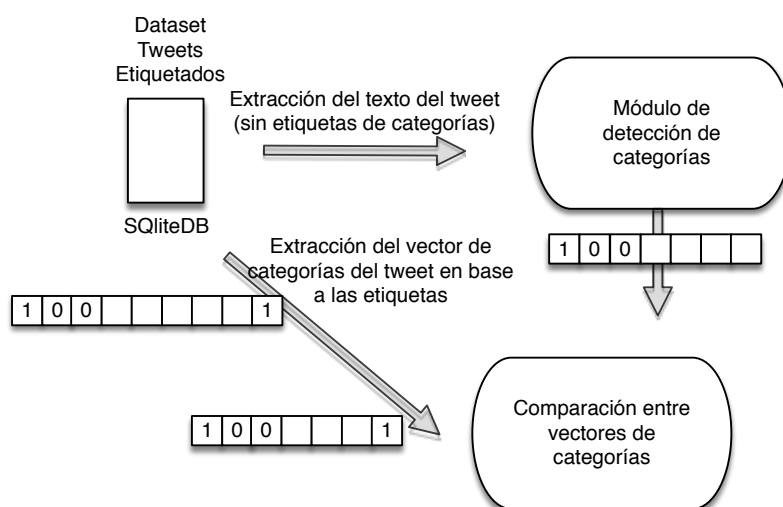 Dataset
Tweets
Etiquetados
SQliteDB
Extracción del texto del tweet
(sin etiquetas de categorías)
Módulo de
detección de
categorías
1 0 0
Extracción del vector de
categorías del tweet en base
a las etiquetas
1 0 0 1
1 0 0 1
Comparación entre
vectores de
categorías